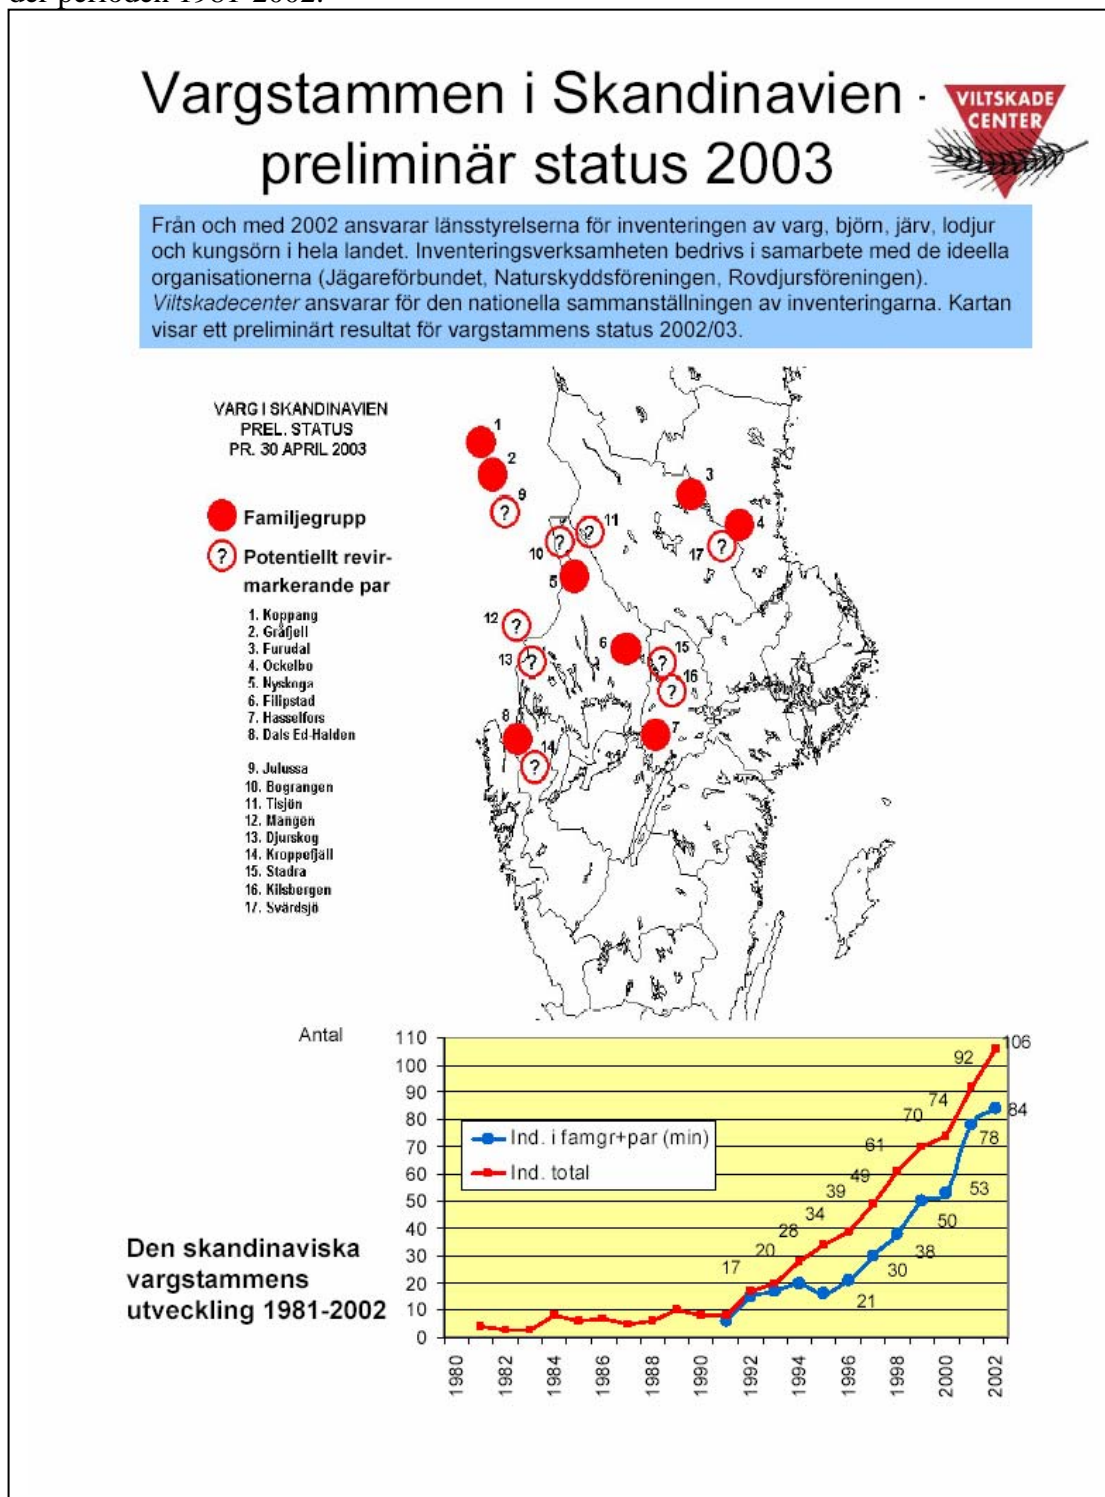 der perioden 1981-2002.
Vargstammen i Skandinavien -
preliminär status 2003
VILTSKADE
CENTER
Från och med 2002 ansvarar länsstyrelserna för inventeringen av varg, björn, järv, lodjur
och kungsörn i hela landet. Inventeringsverksamheten bedrivs i samarbete med de ideella
organisationerna (Jägareförbundet, Naturskyddsföreningen, Rovdjursföreningen).
Viltskadecenter ansvarar för den nationella sammanställningen av inventeringarna. Kartan
visar ett preliminärt resultat för vargstammens status 2002/03.
VARG I SKANDINAVIEN
PREL. STATUS
PR. 30 APRIL 2003
Familjegrupp
? Potentiellt revir-
markerande par
1. Koppang
2. Gråfjell
3. Furudal
4. Ockelbo
5. Nyskoga
6. Filipstad
7. Hasselfors
8. Dals Ed-Halden
9. Julussa
10. Bograngen
11. Tisjön
12. Mangen
13. Djurskog
14. Kroppefjäll
15. Stadra
16. Kilsbergen
17. Svärdsjö
1
2
3
? 9
4
? 11
10 ?
17 ?
5
12 ?
6
? 15
13 ?
? 16
8
7
? 14
Antal
110
100
90
80
70
60
50
40
30
20
10
0
Ind. i famgr+par (min)
Ind. total
17
20
28
34
39
49
61
70
74
92
106
21
30
38
50
53
78
84
1980
1982
1984
1986
1988
1990
1992
1994
1996
1998
2000
2002
Den skandinaviska
vargstammens
utveckling 1981-2002